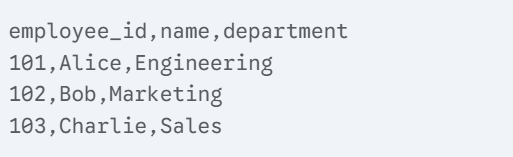 employee_id,name,department
101,Alice,Engineering
102,Bob,Marketing
103,Charlie,Sales